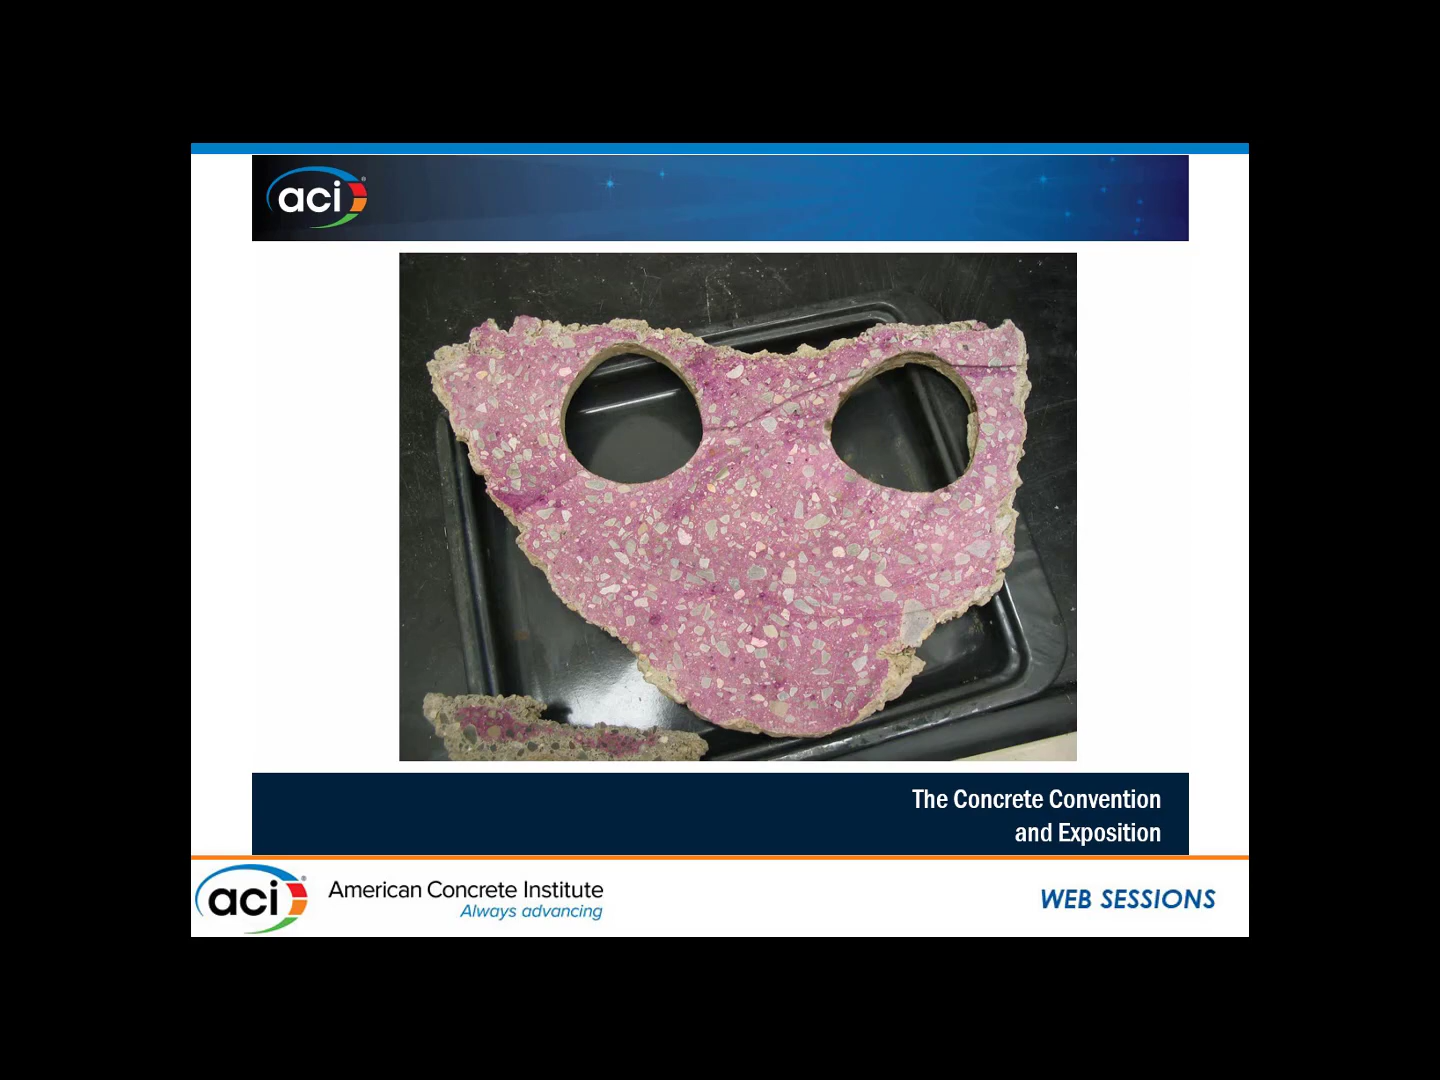 aci
The Concrete Convention
and Exposition
aci
American Concrete Institute
Always advancing
WEB SESSIONS